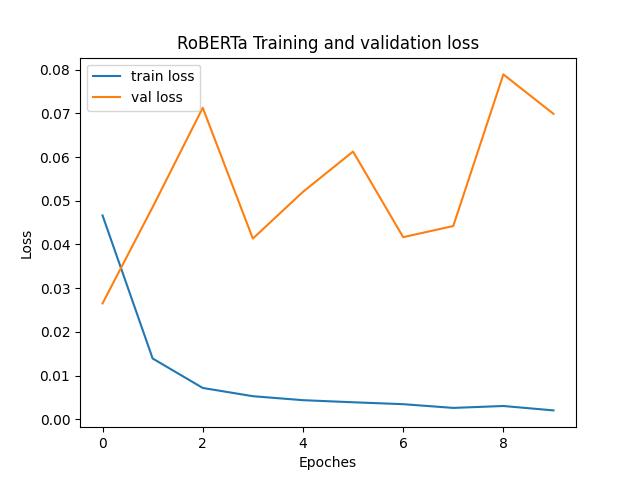 RoBERTa Training and validation loss
train loss
val loss
0.08
0.07
0.06
0.05
0.04
0.03
0.02
0.01
0.00
Loss
0 2 4 6 8
Epoches